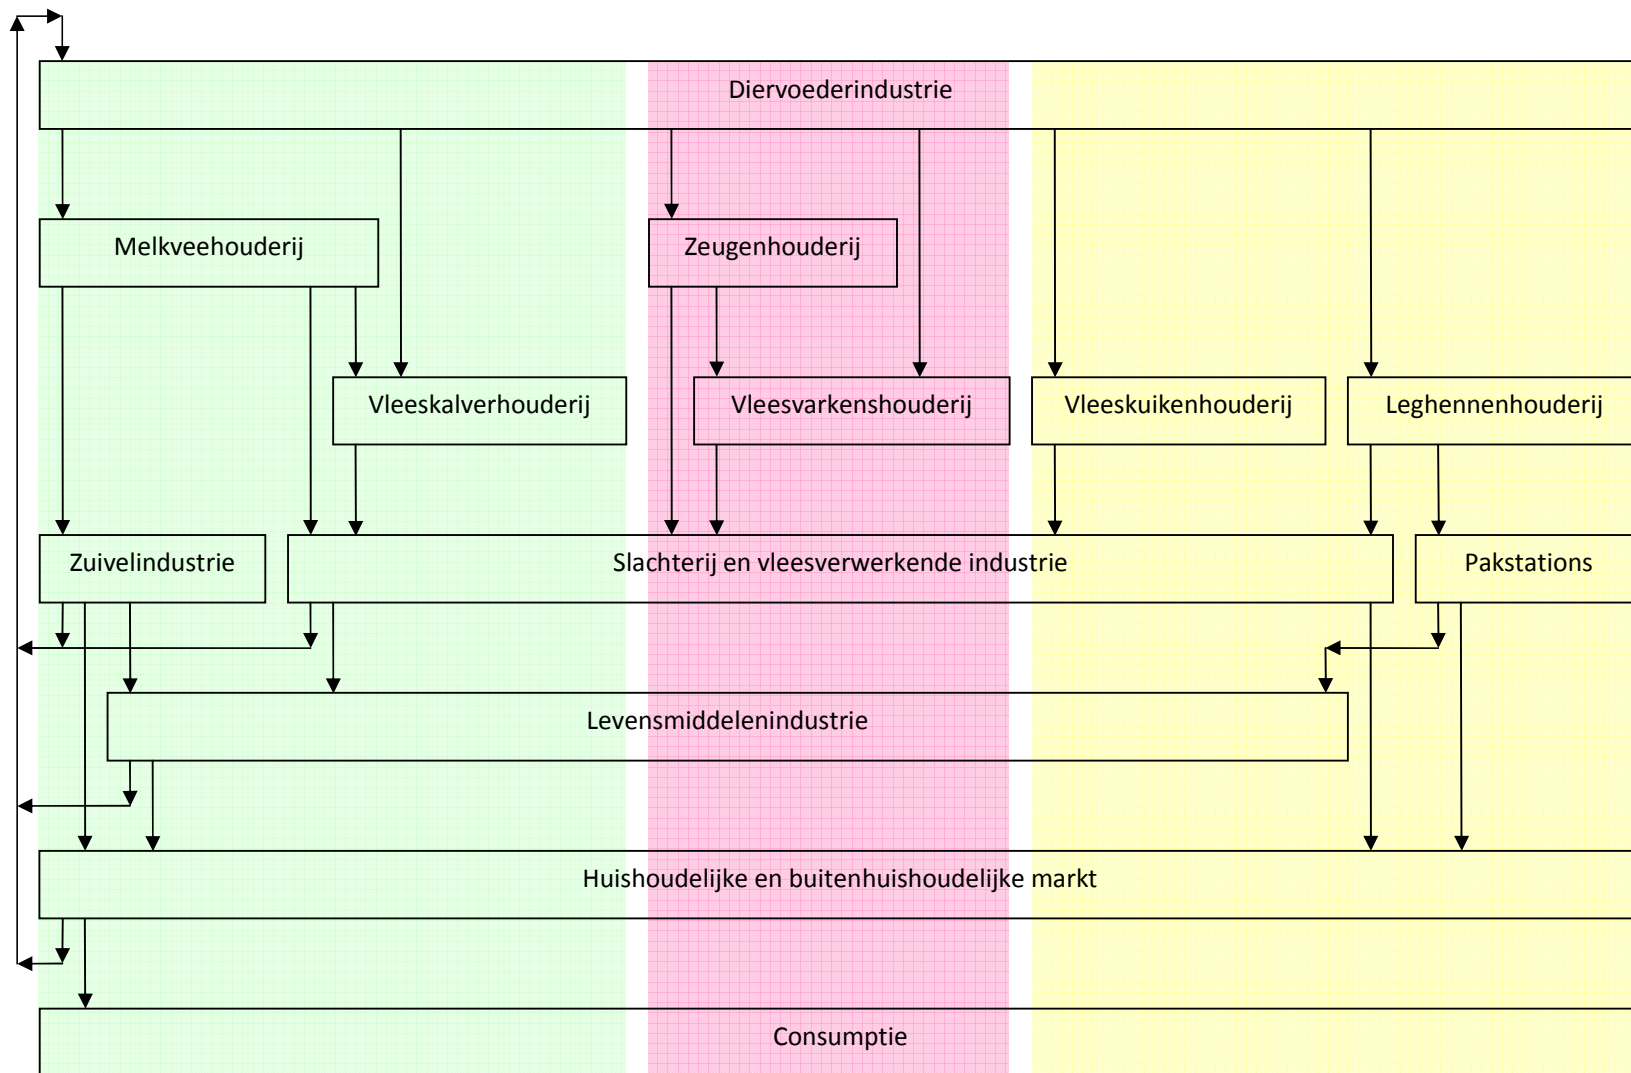 Diervoederindustrie
Melkveehouderij
Zeugenhouderij
Vleeskalverhouderij
Vleesvarkenshouderij
Vleeskuikenhouderij
Leghennenhouderij
Zuivelindustrie
Slachterij en vleesverwerkende industrie
Pakstations
Levensmiddelenindustrie
Huishoudelijke en buitenhuishoudelijke markt
Consumptie